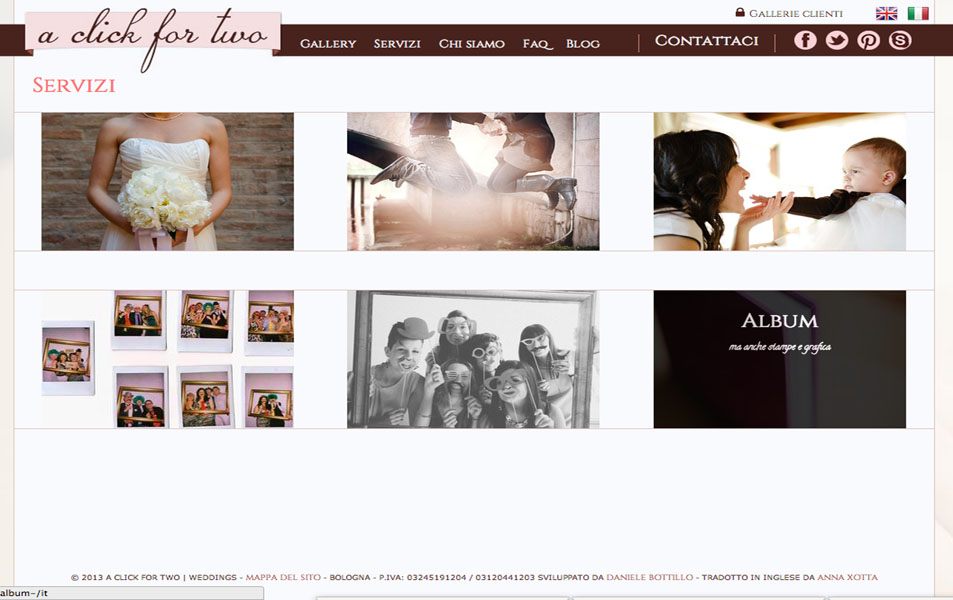 Gallerie clienti
a click for two
Gallery Servizi Chi siamo Faq Blog Contattaci
Servizi
Album
ma anche stampe e grafica
© 2013 A CLICK FOR TWO | WEDDINGS - MAPPA DEL SITO - BOLOGNA - P.IVA: 03245191204 / 03120441203 SVILUPPATO DA DANIELE BOTTILLO - TRADOTTO IN INGLESE DA ANNA XOTTA
album-/it